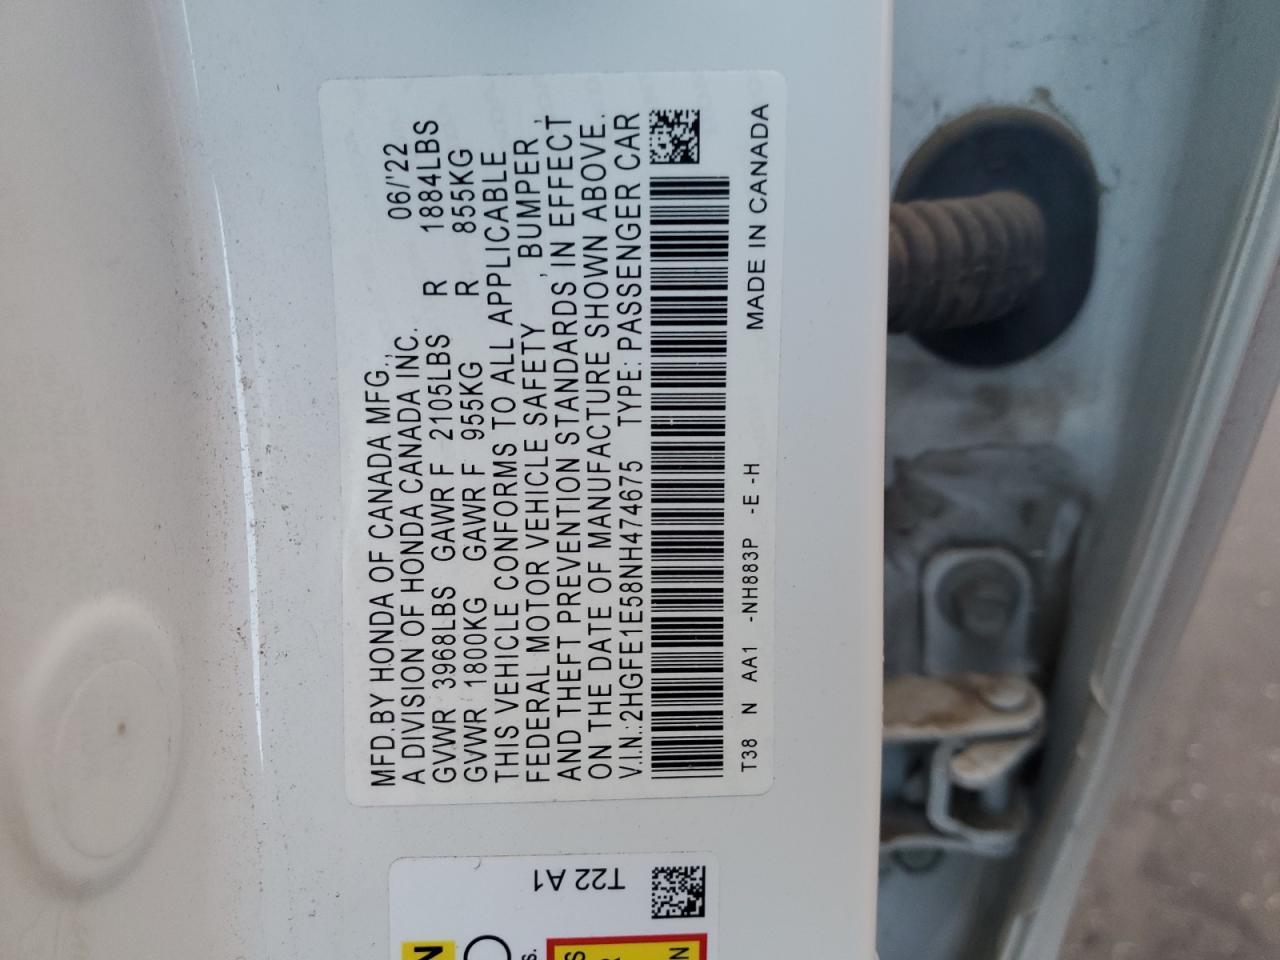 MFD.BY HONDA OF CANADA MFG., 06/'22
A DIVISION OF HONDA CANADA INC.
GVWR 3968LBS GAWR F 2105LBS R 1884LBS
GVWR 1800KG GAWR F 955KG R 855KG
THIS VEHICLE CONFORMS TO ALL APPLICABLE
FEDERAL MOTOR VEHICLE SAFETY , BUMPER ,
AND THEFT PREVENTION STANDARDS IN EFFECT
ON THE DATE OF MANUFACTURE SHOWN ABOVE.
V.I.N.:2HGFE1E58NH474675 TYPE: PASSENGER CAR
T38 N AA1 -NH883P -E -H MADE IN CANADA
T22 A1